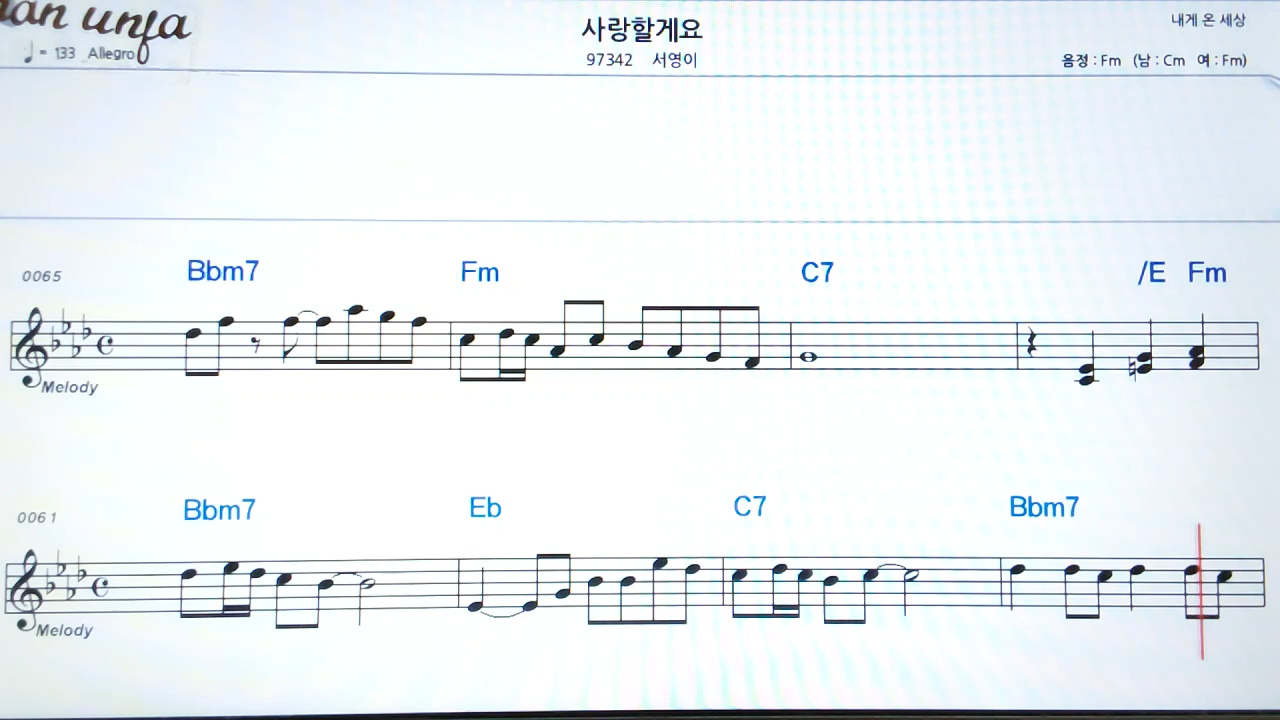 unfa
♩ = 133 Allegro
사랑할게요
97342 서영이
내게 온 세상
음정 : Fm (남 : Cm 여 : Fm)
0065
Bbm7 Fm C7 /E Fm
Melody
0061
Bbm7 Eb C7 Bbm7
Melody